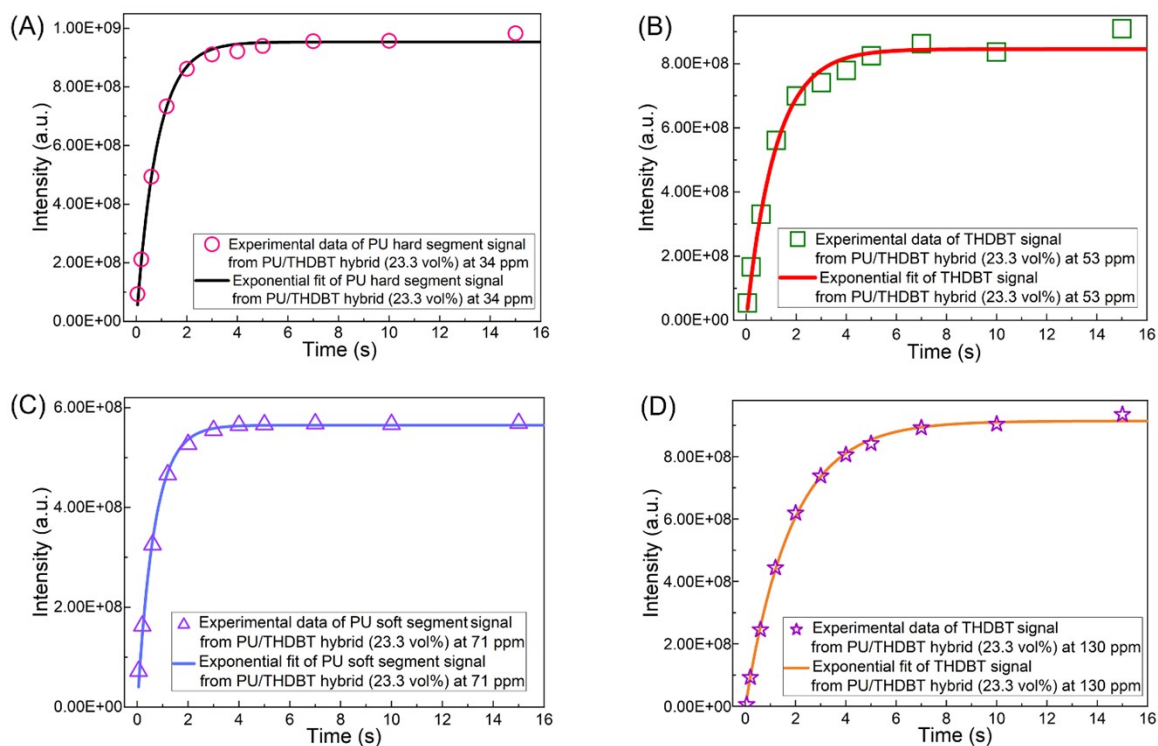 (A)
1.00E+09
8.00E+08
6.00E+08
4.00E+08
2.00E+08
0.00E+00
Intensity (a.u.)
Experimental data of PU hard segment signal
from PU/THDBT hybrid (23.3 vol%) at 34 ppm
Exponential fit of PU hard segment signal
from PU/THDBT hybrid (23.3 vol%) at 34 ppm
0 2 4 6 8 10 12 14 16
Time (s)
(B)
8.00E+08
6.00E+08
4.00E+08
2.00E+08
0.00E+00
Intensity (a.u.)
Experimental data of THDBT signal
from PU/THDBT hybrid (23.3 vol%) at 53 ppm
Exponential fit of THDBT signal
from PU/THDBT hybrid (23.3 vol%) at 53 ppm
0 2 4 6 8 10 12 14 16
Time (s)
(C)
6.00E+08
4.00E+08
2.00E+08
0.00E+00
Intensity (a.u.)
Experimental data of PU soft segment signal
from PU/THDBT hybrid (23.3 vol%) at 71 ppm
Exponential fit of PU soft segment signal
from PU/THDBT hybrid (23.3 vol%) at 71 ppm
0 2 4 6 8 10 12 14 16
Time (s)
(D)
8.00E+08
6.00E+08
4.00E+08
2.00E+08
0.00E+00
Intensity (a.u.)
Experimental data of THDBT signal
from PU/THDBT hybrid (23.3 vol%) at 130 ppm
Exponential fit of THDBT signal
from PU/THDBT hybrid (23.3 vol%) at 130 ppm
0 2 4 6 8 10 12 14 16
Time (s)